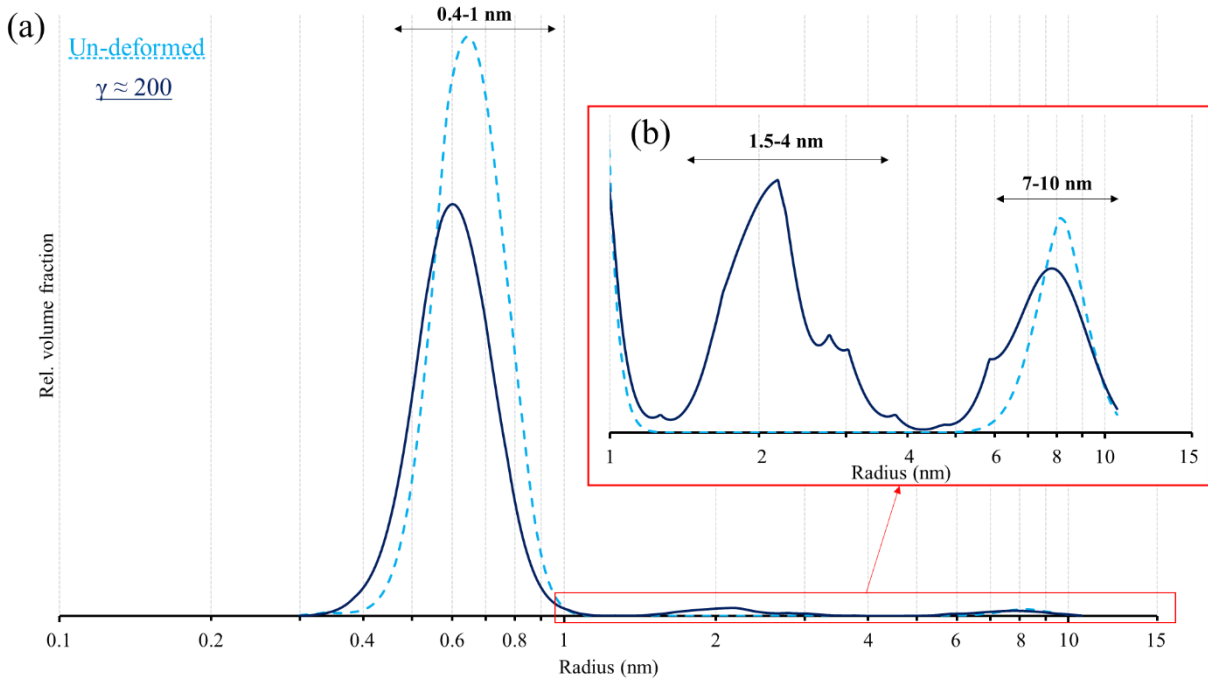 (a)
0.4-1 nm
Un-deformed
γ ≈ 200
Rel. volume fraction
(b)
1.5-4 nm
7-10 nm
1 2 4 6 8 10 15
Radius (nm)
0.1 0.2 0.4 0.6 0.8 1 2 4 6 8 10 15
Radius (nm)